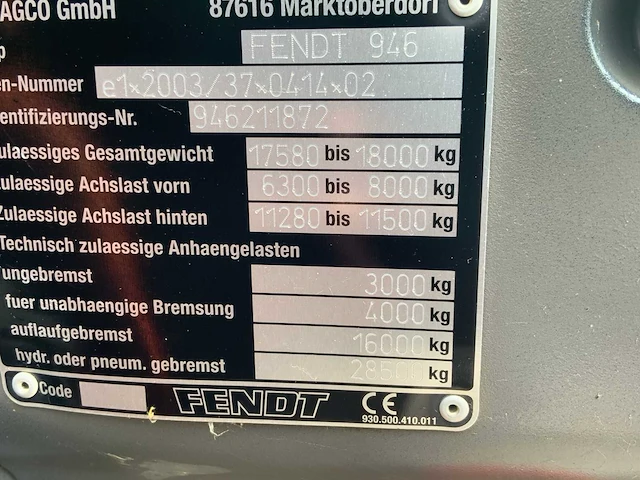 AGCO GmbH 87616 Marktoberdorf
FENDT 946
en-Nummer e1*2003/37*0414*02
entifizierungs-Nr. 946211872
zulaessiges Gesamtgewicht 17580 bis 18000 kg
zulaessige Achslast vorn 6300 bis 8000 kg
Zulaessige Achslast hinten 11280 bis 11500 kg
Technisch zulaessige Anhaengelasten
ungebremst 3000 kg
fuer unabhaengige Bremsung 4000 kg
auflaufgebremst 16000 kg
hydr. oder pneum. gebremst 28500 kg
Code FENDT CE
930.500.410.011